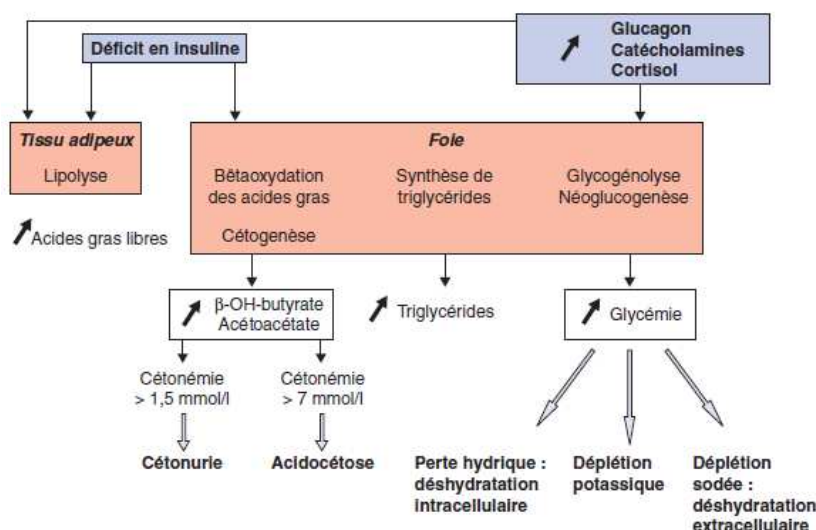 Déficit en insuline
Glucagon
Catécholamines
Cortisol
Tissu adipeux
Lipolyse
Acides gras libres
Foie
Bêtaoxydation
des acides gras
Cétogenèse
Synthèse de
triglycérides
Glycogénolyse
Néoglucogenèse
β-OH-butyrate
Acétoacétate
Triglycérides
Glycémie
Cétonémie
> 1,5 mmol/l
Cétonémie
> 7 mmol/l
Cétonurie
Acidocétose
Perte hydrique :
déshydratation
intracellulaire
Déplétion
potassique
Déplétion
sodée :
déshydratation
extracellulaire